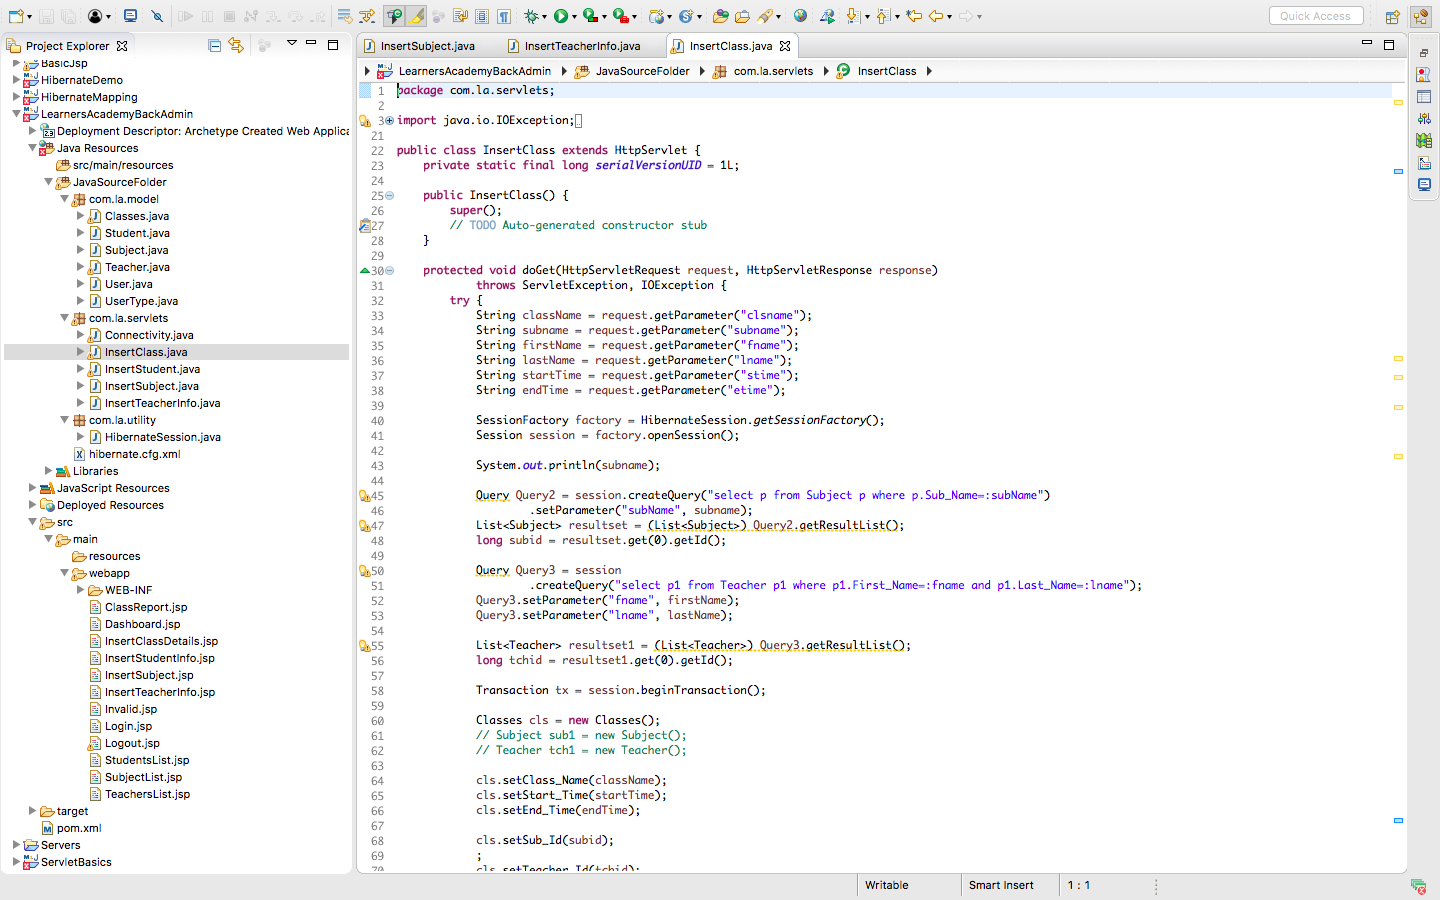 Quick Access
Project Explorer
BasicJsp
HibernateDemo
HibernateMapping
LearnersAcademyBackAdmin
Deployment Descriptor: Archetype Created Web Applica
Java Resources
src/main/resources
JavaSourceFolder
com.la.model
Classes.java
Student.java
Subject.java
Teacher.java
User.java
UserType.java
com.la.servlets
Connectivity.java
InsertClass.java
InsertStudent.java
InsertSubject.java
InsertTeacherInfo.java
com.la.utility
HibernateSession.java
hibernate.cfg.xml
Libraries
JavaScript Resources
Deployed Resources
src
main
resources
webapp
WEB-INF
ClassReport.jsp
Dashboard.jsp
InsertClassDetails.jsp
InsertStudentInfo.jsp
InsertSubject.jsp
InsertTeacherInfo.jsp
Invalid.jsp
Login.jsp
Logout.jsp
StudentsList.jsp
SubjectList.jsp
TeachersList.jsp
target
pom.xml
Servers
ServletBasics
InsertSubject.java InsertTeacherInfo.java InsertClass.java
LearnersAcademyBackAdmin JavaSourceFolder com.la.servlets InsertClass
1 package com.la.servlets;
2
3 import java.io.IOException;
21
22 public class InsertClass extends HttpServlet {
23 private static final long serialVersionUID = 1L;
24
25 public InsertClass() {
26 super();
27 // TODO Auto-generated constructor stub
28 }
29
30 protected void doGet(HttpServletRequest request, HttpServletResponse response)
31 throws ServletException, IOException {
32 try {
33 String className = request.getParameter("clsname");
34 String subname = request.getParameter("subname");
35 String firstName = request.getParameter("fname");
36 String lastName = request.getParameter("lname");
37 String startTime = request.getParameter("stime");
38 String endTime = request.getParameter("etime");
39
40 SessionFactory factory = HibernateSession.getSessionFactory();
41 Session session = factory.openSession();
42
43 System.out.println(subname);
44
45 Query Query2 = session.createQuery("select p from Subject p where p.Sub_Name=:subName")
46 .setParameter("subName", subname);
47 List<Subject> resultset = (List<Subject>) Query2.getResultList();
48 long subid = resultset.get(0).getId();
49
50 Query Query3 = session
51 .createQuery("select p1 from Teacher p1 where p1.First_Name=:fname and p1.Last_Name=:lname");
52 Query3.setParameter("fname", firstName);
53 Query3.setParameter("lname", lastName);
54
55 List<Teacher> resultset1 = (List<Teacher>) Query3.getResultList();
56 long tchid = resultset1.get(0).getId();
57
58 Transaction tx = session.beginTransaction();
59
60 Classes cls = new Classes();
61 // Subject sub1 = new Subject();
62 // Teacher tch1 = new Teacher();
63
64 cls.setClass_Name(className);
65 cls.setStart_Time(startTime);
66 cls.setEnd_Time(endTime);
67
68 cls.setSub_Id(subid);
69 ;
70 cls.setTeacher_Id(tchid);
Writable Smart Insert 1 : 1